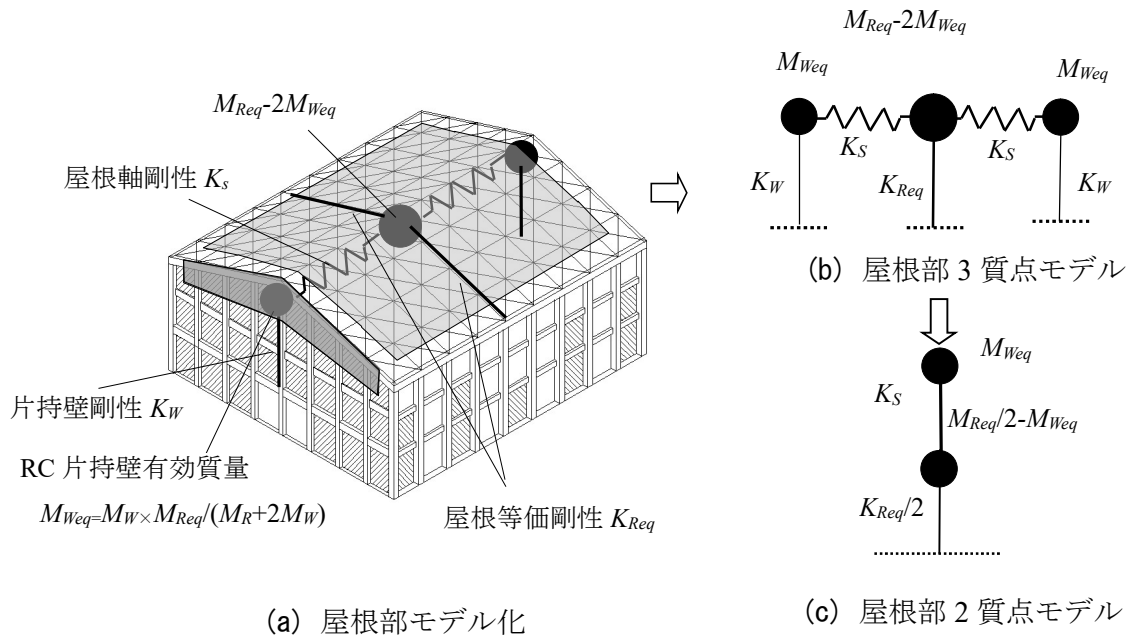 M_Req-2M_Weq
屋根軸剛性 K_s
片持壁剛性 K_W
RC 片持壁有効質量
M_Weq=M_W×M_Req/(M_R+2M_W)
屋根等価剛性 K_Req
(a) 屋根部モデル化
M_Req-2M_Weq
M_Weq
M_Weq
K_S
K_S
K_W
K_Req
K_W
(b) 屋根部 3 質点モデル
M_Weq
K_S
M_Req/2-M_Weq
K_Req/2
(c) 屋根部 2 質点モデル